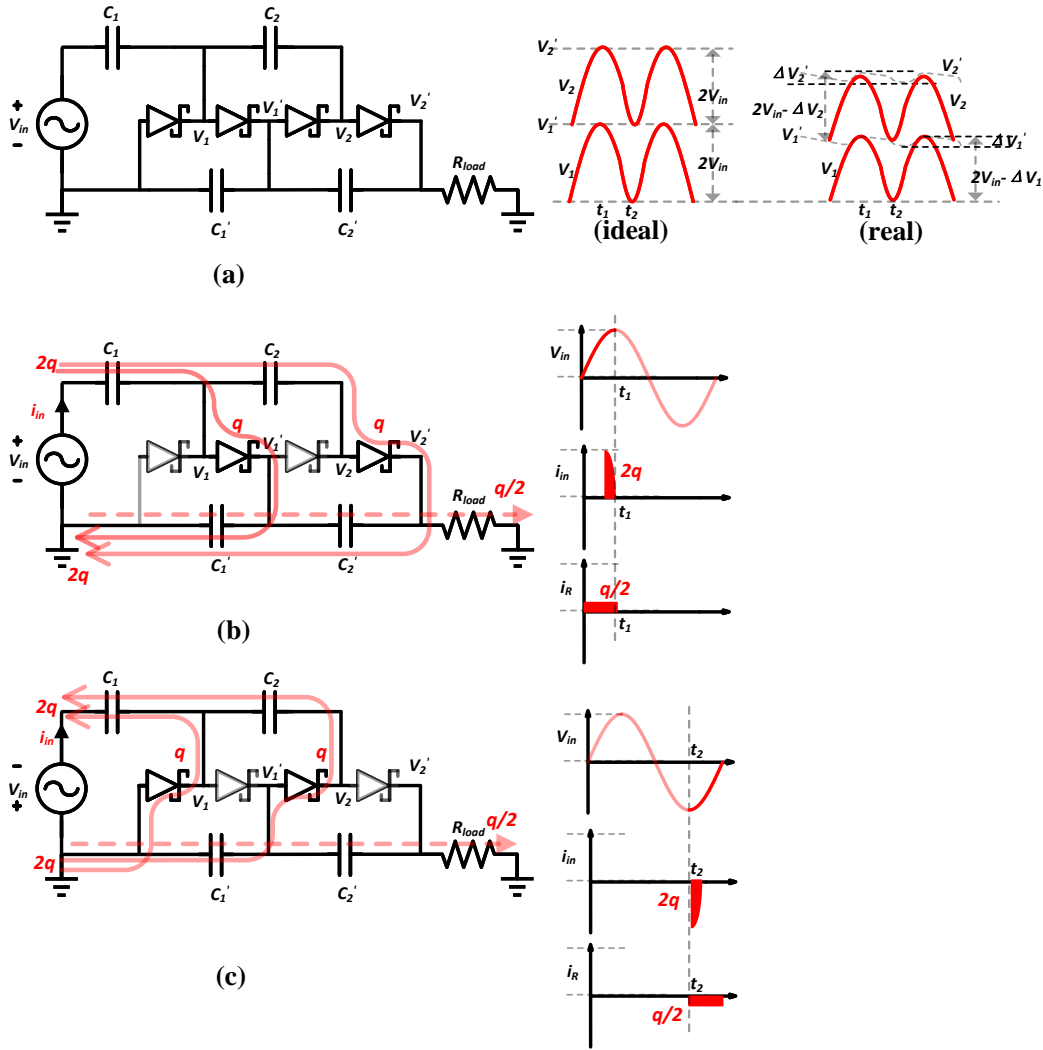 C1 C2
V2'
2Vin
V2
V1'
2Vin
V1
t1 t2
(ideal)
ΔV2' V2'
2Vin- ΔV2 V2
V1' ΔV1'
V1 2Vin- ΔV1
t1 t2
(real)
+
Vin
-
V1 V1' V2 V2'
Rload
C1' C2'
(a)
C1 C2
2q
iin
+
Vin
-
q q
V1 V1' V2 V2'
Rload
q/2
2q
C1' C2'
(b)
Vin
t1
iin 2q
t1
iR q/2
t1
C1 C2
2q
iin
-
Vin
+
q q
V1 V1' V2 V2'
Rload
q/2
2q
C1' C2'
(c)
Vin t2
iin t2
2q
iR t2
q/2